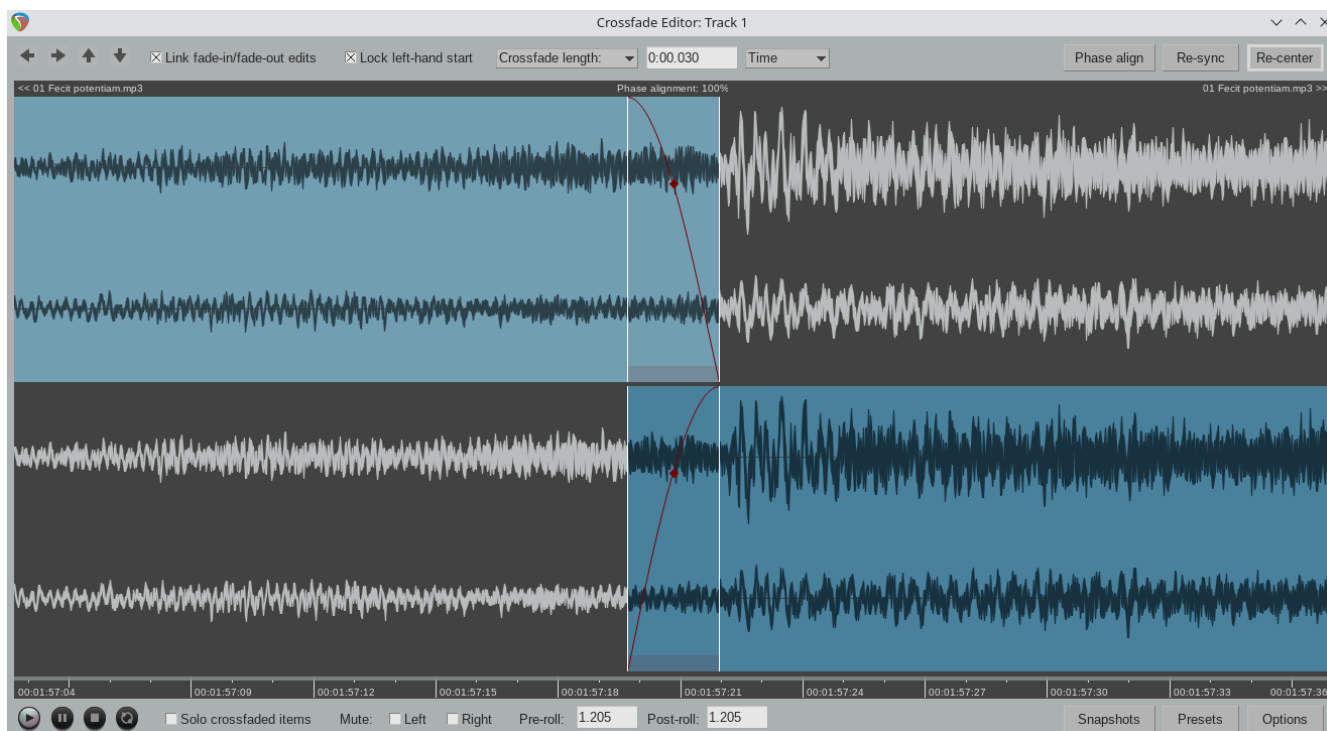 Crossfade Editor: Track 1
Link fade-in/fade-out edits Lock left-hand start Crossfade length: 0:00.030 Time Phase align Re-sync Re-center
<< 01 Fecit potentiam.mp3 Phase alignment: 100% 01 Fecit potentiam.mp3 >>
00:01:57:04 00:01:57:09 00:01:57:12 00:01:57:15 00:01:57:18 00:01:57:21 00:01:57:24 00:01:57:27 00:01:57:30 00:01:57:33 00:01:57:36
Solo crossfaded items Mute: Left Right Pre-roll: 1.205 Post-roll: 1.205 Snapshots Presets Options